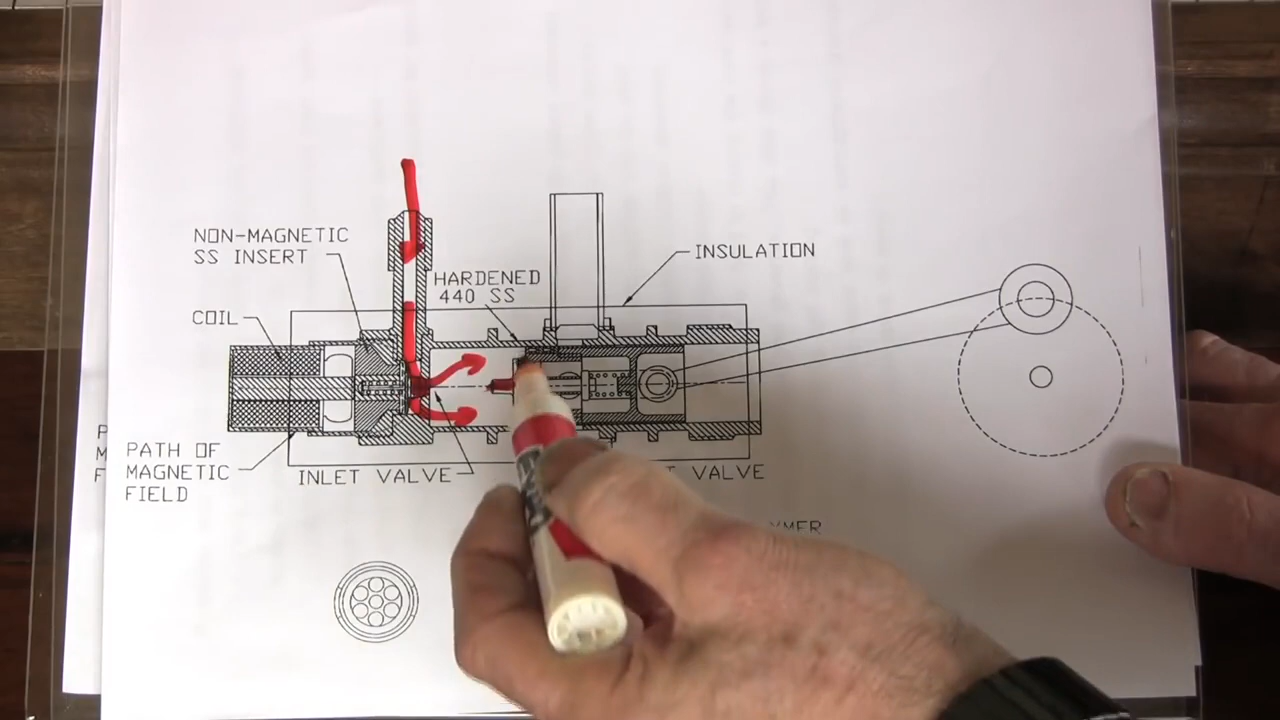 NON-MAGNETIC
SS INSERT
HARDENED
440 SS
INSULATION
COIL
PATH OF
MAGNETIC
FIELD
INLET VALVE
VALVE
P
M
F